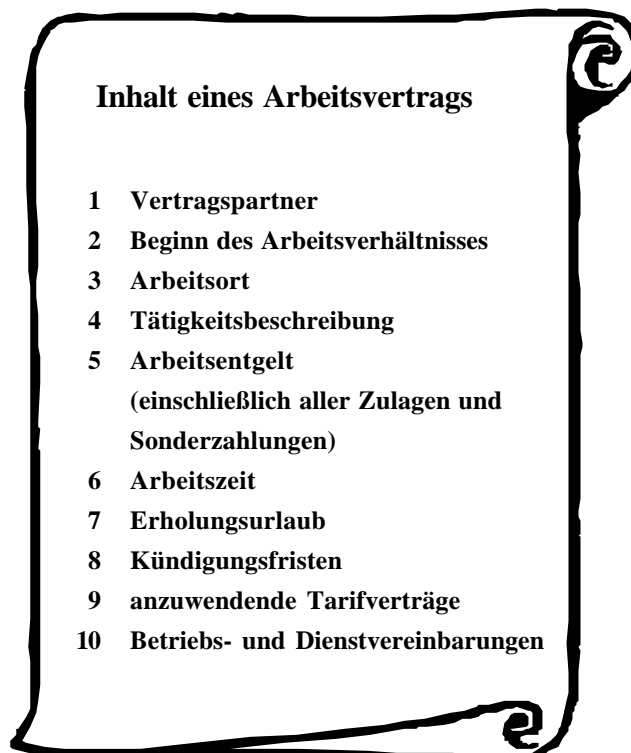 Inhalt eines Arbeitsvertrags
1 Vertragspartner
2 Beginn des Arbeitsverhältnisses
3 Arbeitsort
4 Tätigkeitsbeschreibung
5 Arbeitsentgelt
(einschließlich aller Zulagen und
Sonderzahlungen)
6 Arbeitszeit
7 Erholungsurlaub
8 Kündigungsfristen
9 anzuwendende Tarifverträge
10 Betriebs- und Dienstvereinbarungen